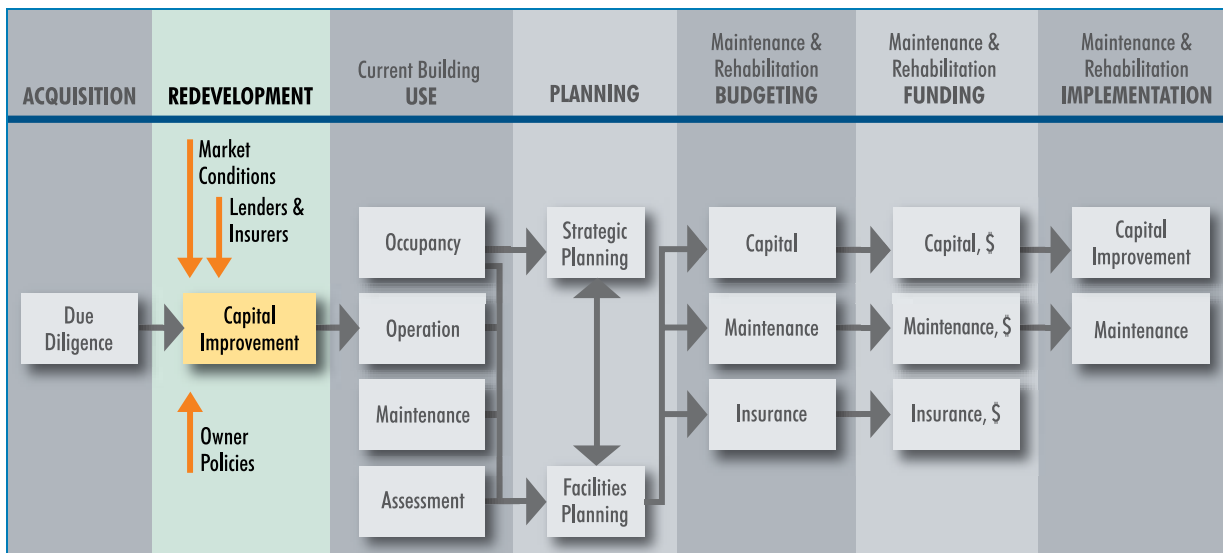 ACQUISITION
REDEVELOPMENT
Current Building
USE
PLANNING
Maintenance &
Rehabilitation
BUDGETING
Maintenance &
Rehabilitation
FUNDING
Maintenance &
Rehabilitation
IMPLEMENTATION
Market
Conditions
Lenders &
Insurers
Due
Diligence
Capital
Improvement
Owner
Policies
Occupancy
Operation
Maintenance
Assessment
Strategic
Planning
Facilities
Planning
Capital
Maintenance
Insurance
Capital, $
Maintenance, $
Insurance, $
Capital
Improvement
Maintenance